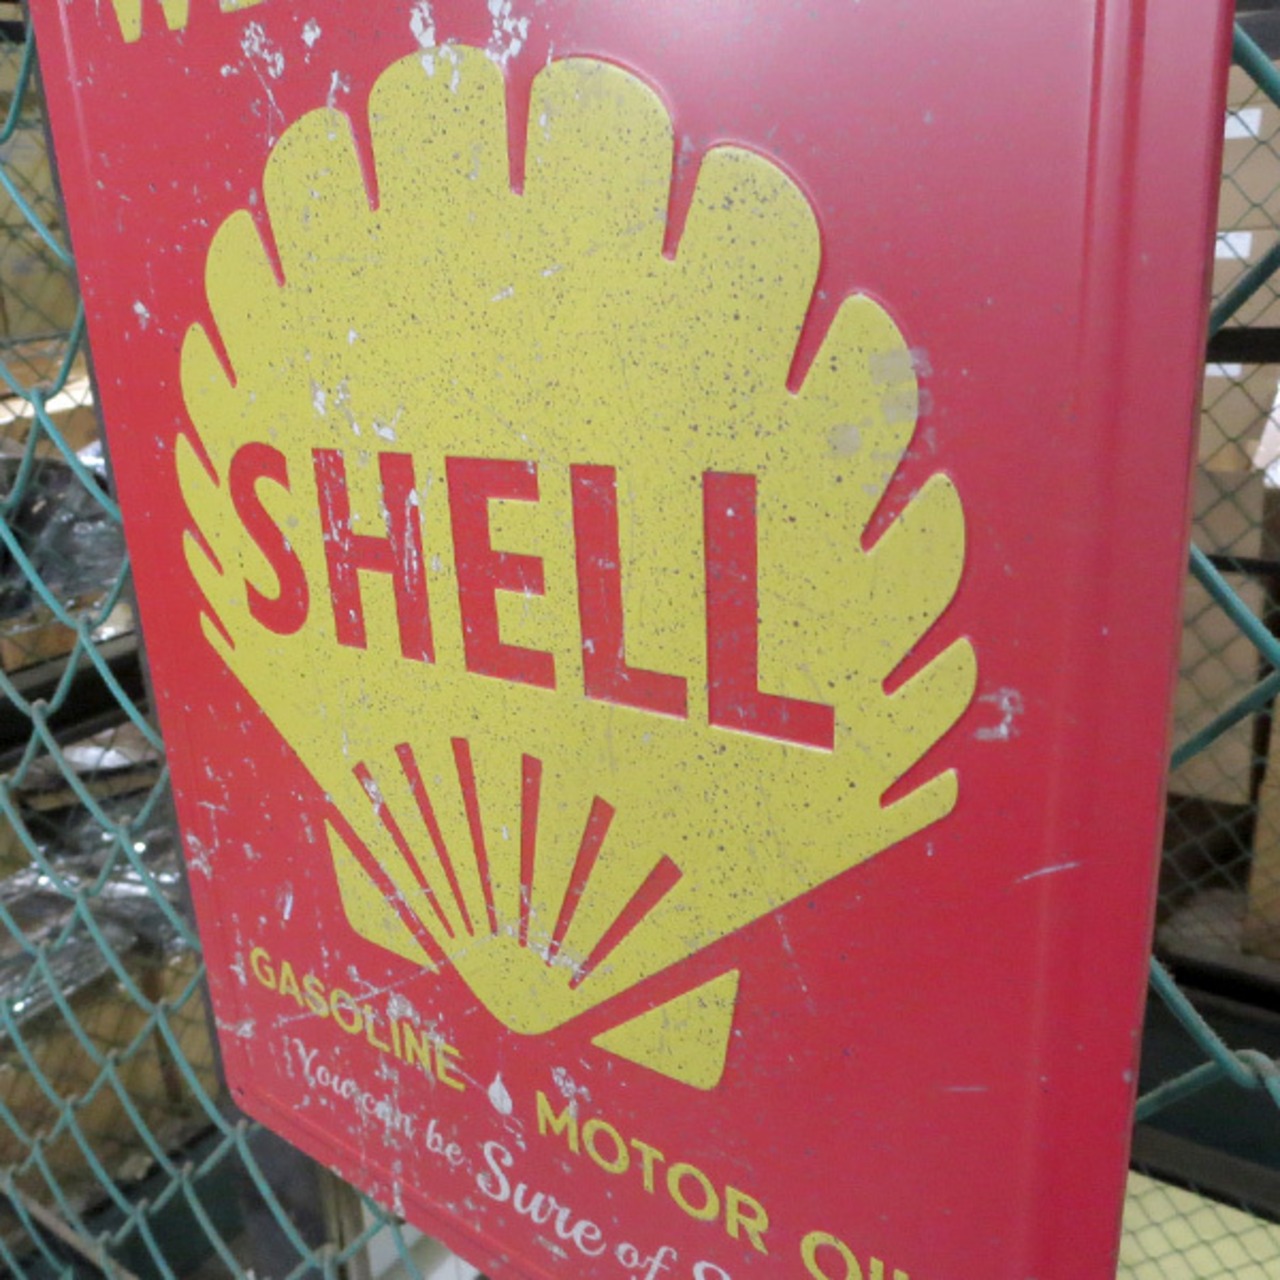 SHELL
GASOLINE MOTOR
You can be Sure of